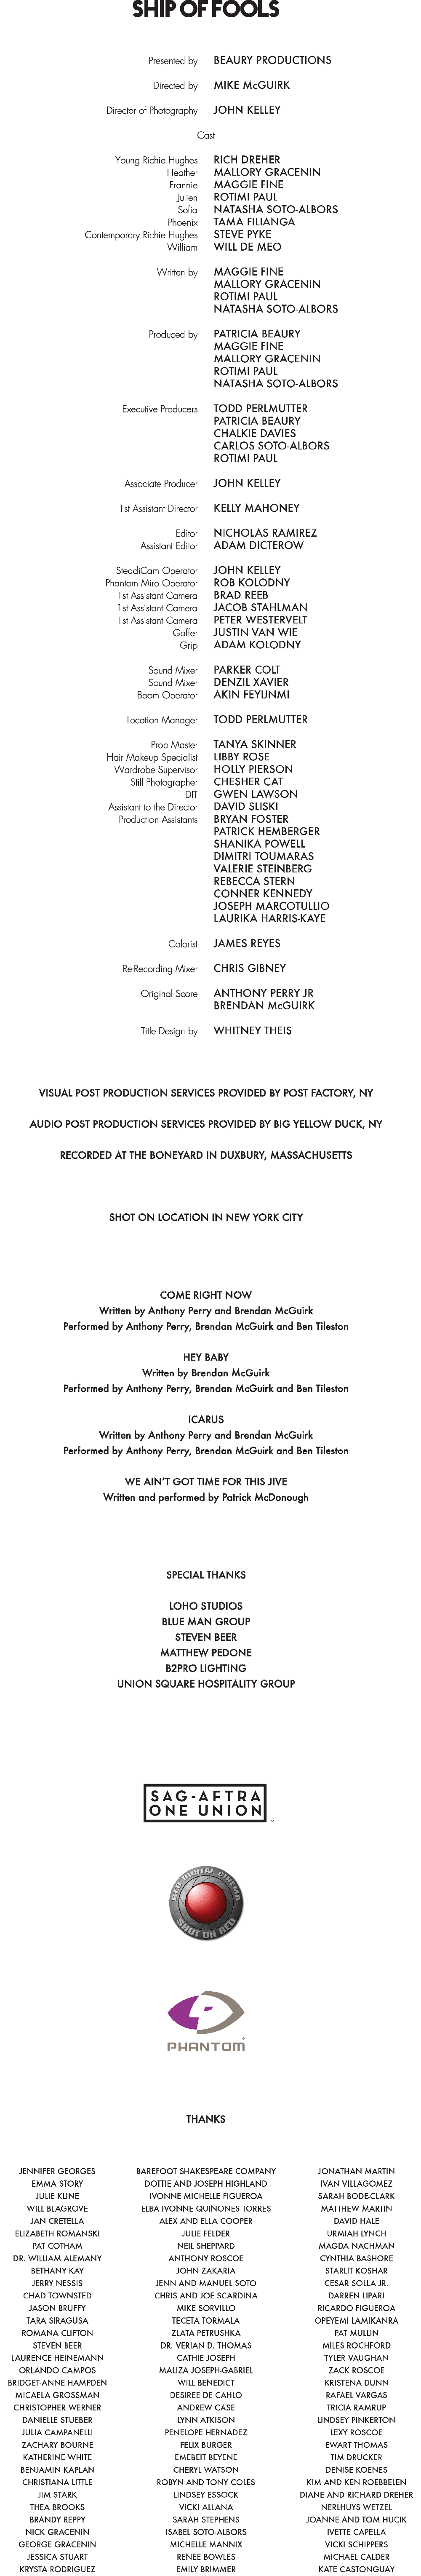 SHIP OF FOOLS
Presented by BEAURY PRODUCTIONS
Directed by MIKE McGUIRK
Director of Photography JOHN KELLEY
Cast
Young Richie Hughes RICH DREHER
Heather MALLORY GRACENIN
Frannie MAGGIE FINE
Julien ROTIMI PAUL
Sofia NATASHA SOTO-ALBORS
Phoenix TAMA FILIANGA
Contemporary Richie Hughes STEVE PYKE
William WILL DE MEO
Written by MAGGIE FINE
MALLORY GRACENIN
ROTIMI PAUL
NATASHA SOTO-ALBORS
Produced by PATRICIA BEAURY
MAGGIE FINE
MALLORY GRACENIN
ROTIMI PAUL
NATASHA SOTO-ALBORS
Executive Producers TODD PERLMUTTER
PATRICIA BEAURY
CHALKIE DAVIES
CARLOS SOTO-ALBORS
ROTIMI PAUL
Associate Producer JOHN KELLEY
1st Assistant Director KELLY MAHONEY
Editor NICHOLAS RAMIREZ
Assistant Editor ADAM DICTEROW
SteadiCam Operator JOHN KELLEY
Phantom Miro Operator ROB KOLODNY
1st Assistant Camera BRAD REEB
1st Assistant Camera JACOB STAHLMAN
1st Assistant Camera PETER WESTERVELT
Gaffer JUSTIN VAN WIE
Grip ADAM KOLODNY
Sound Mixer PARKER COLT
Sound Mixer DENZIL XAVIER
Boom Operator AKIN FEYIJNMI
Location Manager TODD PERLMUTTER
Prop Master TANYA SKINNER
Hair Makeup Specialist LIBBY ROSE
Wardrobe Supervisor HOLLY PIERSON
Still Photographer CHESHER CAT
DIT GWEN LAWSON
Assistant to the Director DAVID SLISKI
Production Assistants BRYAN FOSTER
PATRICK HEMBERGER
SHANIKA POWELL
DIMITRI TOUMARAS
VALERIE STEINBERG
REBECCA STERN
CONNER KENNEDY
JOSEPH MARCOTULLIO
LAURIKA HARRIS-KAYE
Colorist JAMES REYES
Re-Recording Mixer CHRIS GIBNEY
Original Score ANTHONY PERRY JR
BRENDAN McGUIRK
Title Design by WHITNEY THEIS
VISUAL POST PRODUCTION SERVICES PROVIDED BY POST FACTORY, NY
AUDIO POST PRODUCTION SERVICES PROVIDED BY BIG YELLOW DUCK, NY
RECORDED AT THE BONEYARD IN DUXBURY, MASSACHUSETTS
SHOT ON LOCATION IN NEW YORK CITY
COME RIGHT NOW
Written by Anthony Perry and Brendan McGuirk
Performed by Anthony Perry, Brendan McGuirk and Ben Tileston
HEY BABY
Written by Brendan McGuirk
Performed by Anthony Perry, Brendan McGuirk and Ben Tileston
ICARUS
Written by Anthony Perry and Brendan McGuirk
Performed by Anthony Perry, Brendan McGuirk and Ben Tileston
WE AIN'T GOT TIME FOR THIS JIVE
Written and performed by Patrick McDonough
SPECIAL THANKS
LOHO STUDIOS
BLUE MAN GROUP
STEVEN BEER
MATTHEW PEDONE
B2PRO LIGHTING
UNION SQUARE HOSPITALITY GROUP
SAG-AFTRA
ONE UNION
RED DIGITAL CINEMA
SHOT ON RED
PHANTOM
THANKS
JENNIFER GEORGES BAREFOOT SHAKESPEARE COMPANY JONATHAN MARTIN
EMMA STORY DOTTIE AND JOSEPH HIGHLAND IVAN VILLAGOMEZ
JULIE KLINE IVONNE MICHELLE FIGUEROA SARAH BODE-CLARK
WILL BLAGROVE ELBA IVONNE QUINONES TORRES MATTHEW MARTIN
JAN CRETELLA ALEX AND ELLA COOPER DAVID HALE
ELIZABETH ROMANSKI JULIE FELDER URMIAH LYNCH
PAT COTHAM NEIL SHEPPARD MAGDA NACHMAN
DR. WILLIAM ALEMANY ANTHONY ROSCOE CYNTHIA BASHORE
BETHANY KAY JOHN ZAKARIA STARLIT KOSHAR
JERRY NESSIS JENN AND MANUEL SOTO CESAR SOLLA JR.
CHAD TOWNSTED CHRIS AND JOE SCARDINA DARREN LIPARI
JASON BRUFFY MIKE SORVILLO RICARDO FIGUEROA
TARA SIRAGUSA TECETA TORMALA OPEYEMI LAMIKANRA
ROMANA CLIFTON ZLATA PETRUSHKA PAT MULLIN
STEVEN BEER DR. VERIAN D. THOMAS MILES ROCHFORD
LAURENCE HEINEMANN CATHIE JOSEPH TYLER VAUGHAN
ORLANDO CAMPOS MALIZA JOSEPH-GABRIEL ZACK ROSCOE
BRIDGET-ANNE HAMPDEN WILL BENEDICT KRISTENA DUNN
MICAELA GROSSMAN DESIREE DE CAHLO RAFAEL VARGAS
CHRISTOPHER WERNER ANDREW CASE TRICIA RAMRUP
DANIELLE STUEBER LYNN ATKISON LINDSEY PINKERTON
JULIA CAMPANELLI PENELOPE HERNADEZ LEXY ROSCOE
ZACHARY BOURNE FELIX BURGER EWART THOMAS
KATHERINE WHITE EMEBEIT BEYENE TIM DRUCKER
BENJAMIN KAPLAN CHERYL WATSON DENISE KOENES
CHRISTIANA LITTLE ROBYN AND TONY COLES KIM AND KEN ROEBBELEN
JIM STARK LINDSEY ESSOCK DIANE AND RICHARD DREHER
THEA BROOKS VICKI ALLANA NERLHUYS WETZEL
BRANDY REPPY SARAH STEPHENS JOANNE AND TOM HUCIK
NICK GRACENIN ISABEL SOTO-ALBORS IVETTE CAPELLA
GEORGE GRACENIN MICHELLE MANNIX VICKI SCHIPPERS
JESSICA STUART RENEE BOWLES MICHAEL CALDER
KRYSTA RODRIGUEZ EMILY BRIMMER KATE CASTONGUAY